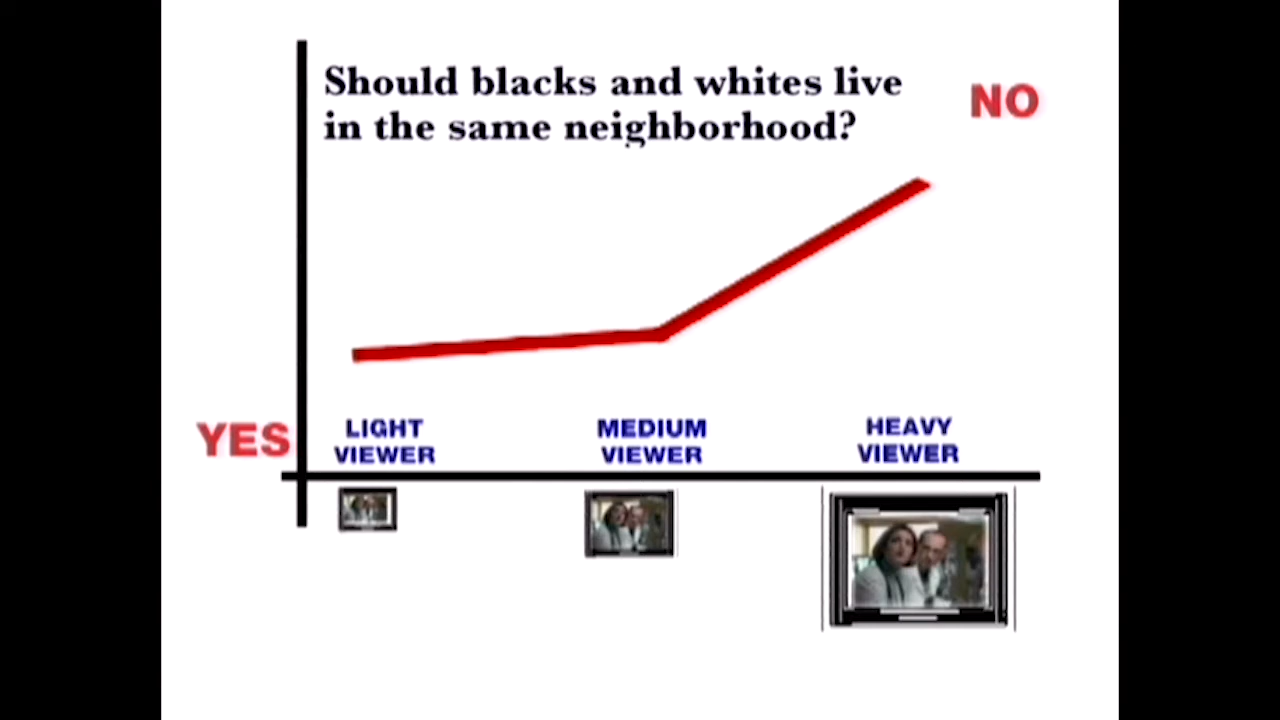 Should blacks and whites live
in the same neighborhood?
NO
YES
LIGHT
VIEWER
MEDIUM
VIEWER
HEAVY
VIEWER